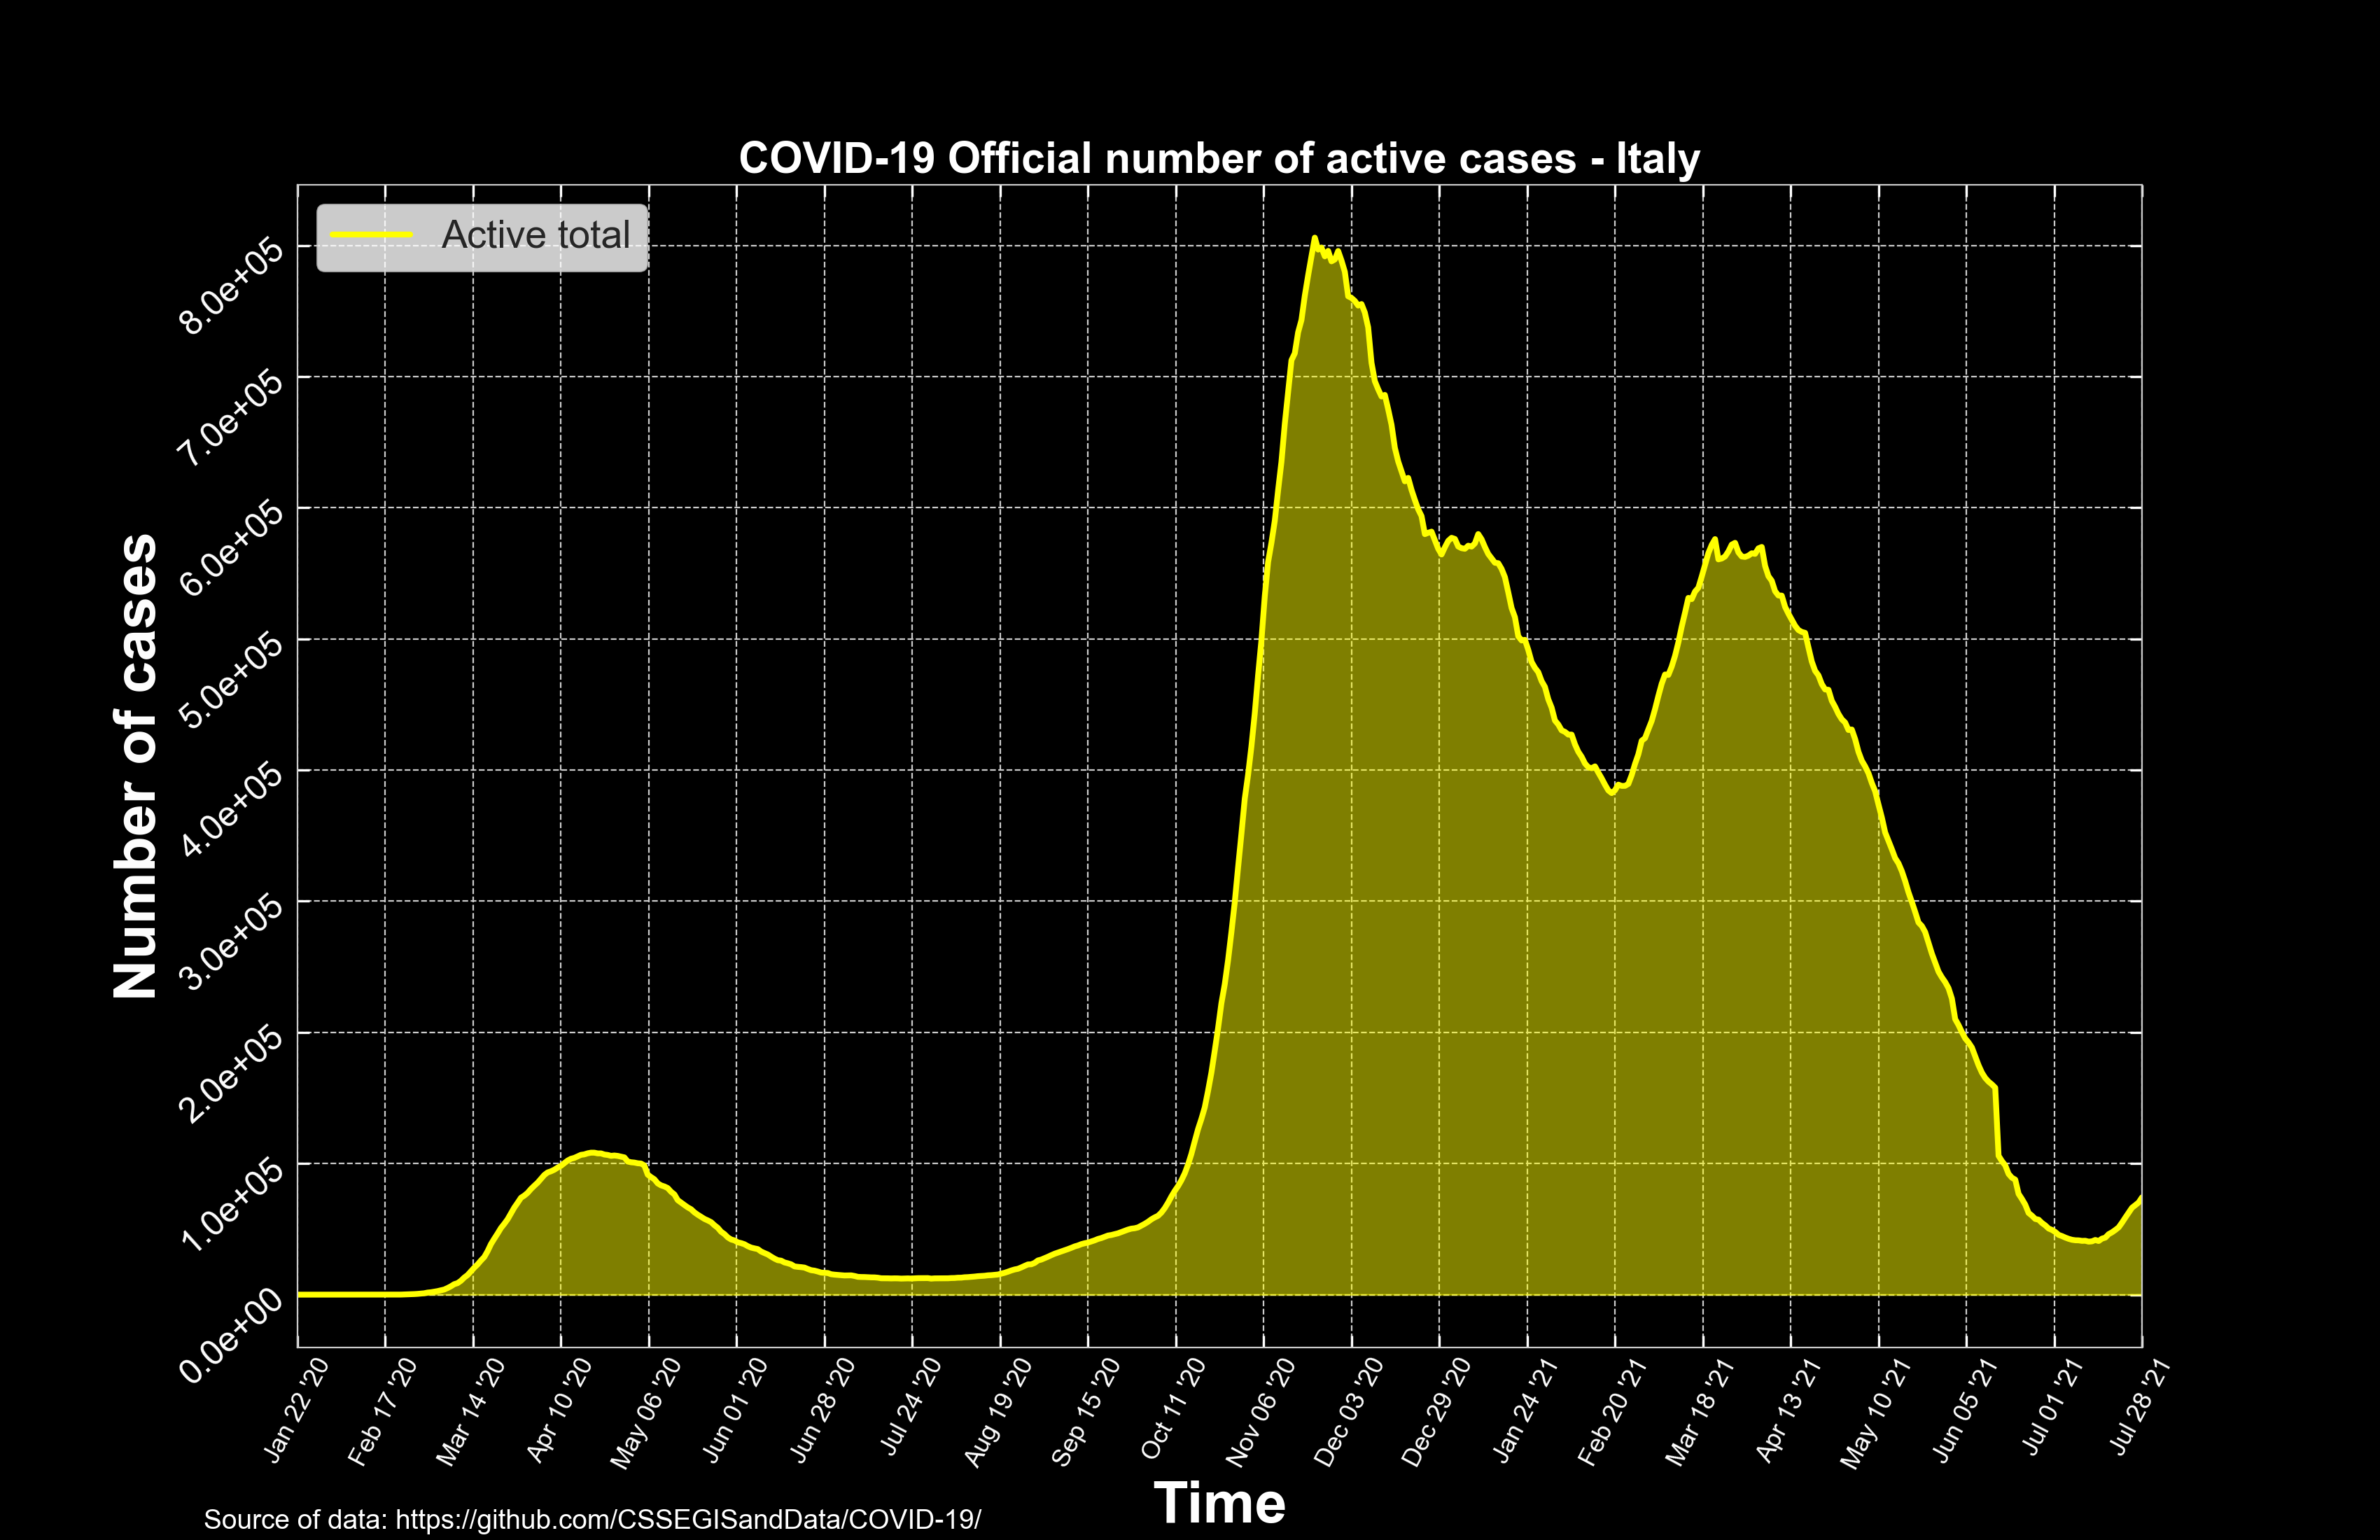 COVID-19 Official number of active cases - Italy
Active total
Number of cases
8.0e+05
7.0e+05
6.0e+05
5.0e+05
4.0e+05
3.0e+05
2.0e+05
1.0e+05
0.0e+00
Jan 22 '20
Feb 17 '20
Mar 14 '20
Apr 10 '20
May 06 '20
Jun 01 '20
Jun 28 '20
Jul 24 '20
Aug 19 '20
Sep 15 '20
Oct 11 '20
Nov 06 '20
Dec 03 '20
Dec 29 '20
Jan 24 '21
Feb 20 '21
Mar 18 '21
Apr 13 '21
May 10 '21
Jun 05 '21
Jul 01 '21
Jul 28 '21
Time
Source of data: https://github.com/CSSEGISandData/COVID-19/